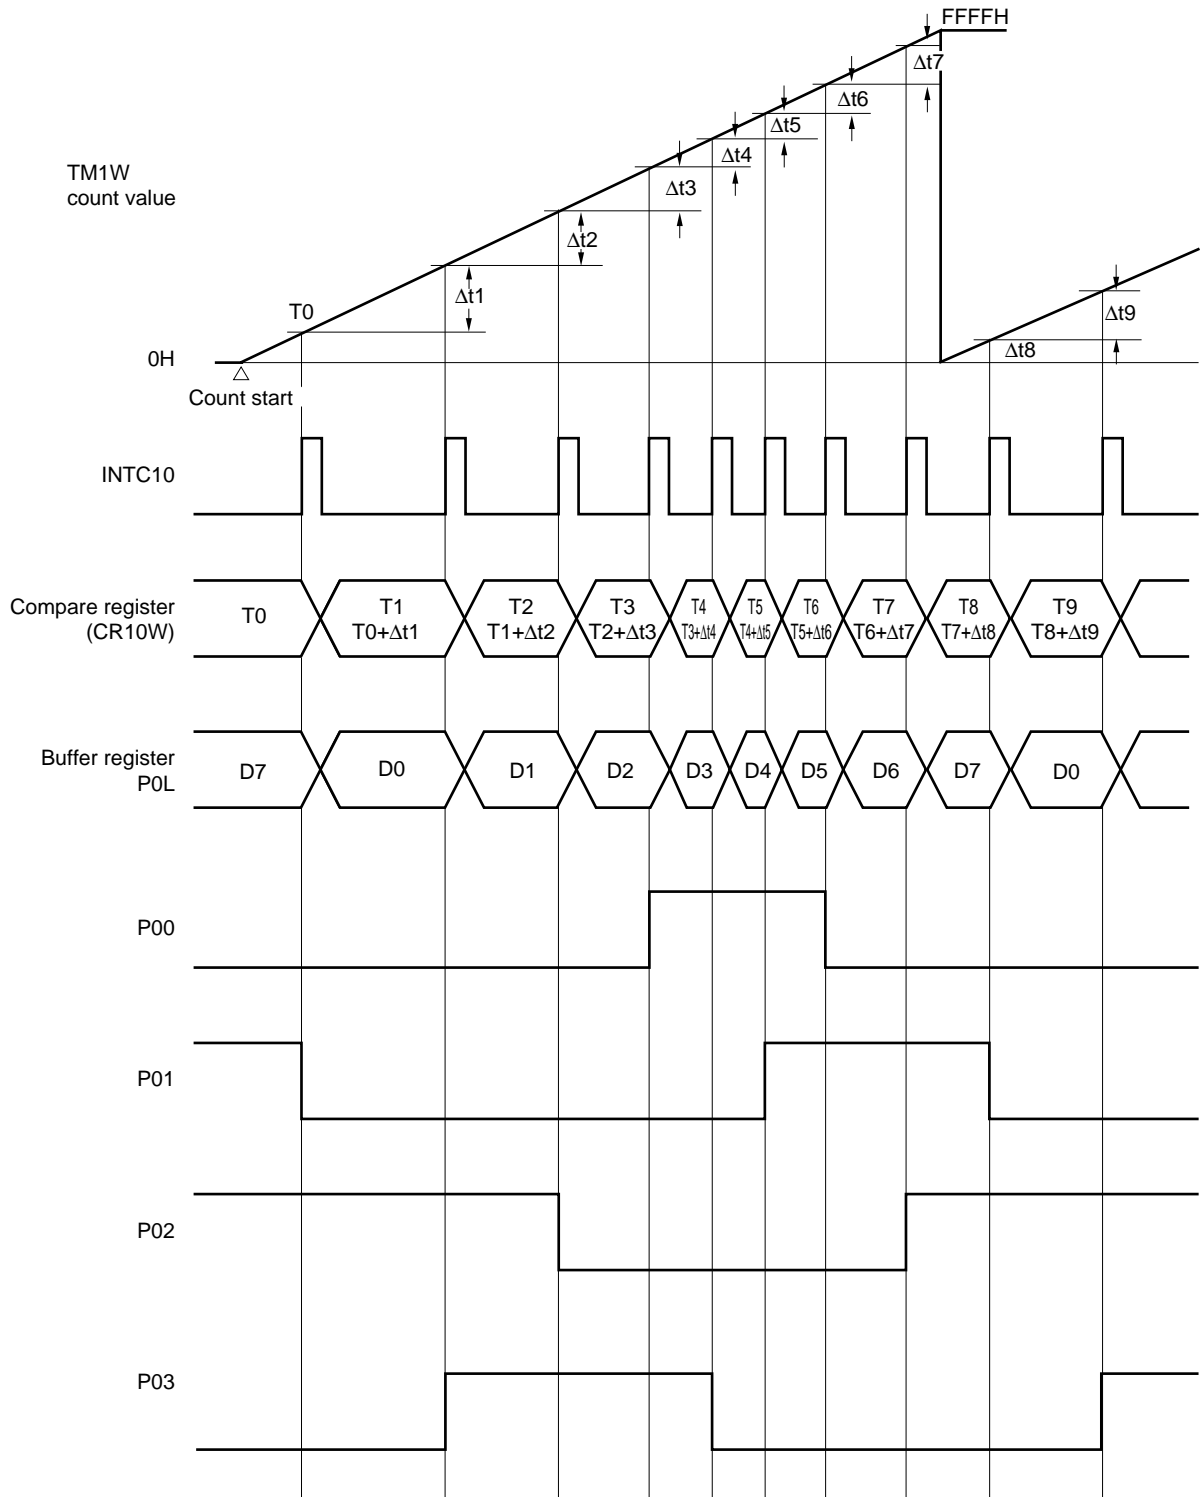 FFFFH
Δt7
Δt6
Δt5
Δt4
Δt3
Δt2
Δt1
TM1W
count value
T0
Δt9
Δt8
0H
Count start
INTC10
Compare register
(CR10W)
T0
T1
T0+Δt1
T2
T1+Δt2
T3
T2+Δt3
T4
T3+Δt4
T5
T4+Δt5
T6
T5+Δt6
T7
T6+Δt7
T8
T7+Δt8
T9
T8+Δt9
Buffer register
P0L
D7 D0 D1 D2 D3 D4 D5 D6 D7 D0
P00
P01
P02
P03